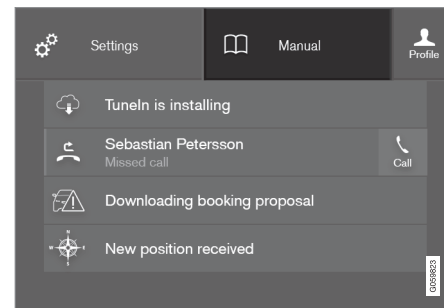 Settings
Manual
Profile
TuneIn is installing
Sebastian Petersson
Missed call
Call
Downloading booking proposal
N
W E
S
New position received
G059823